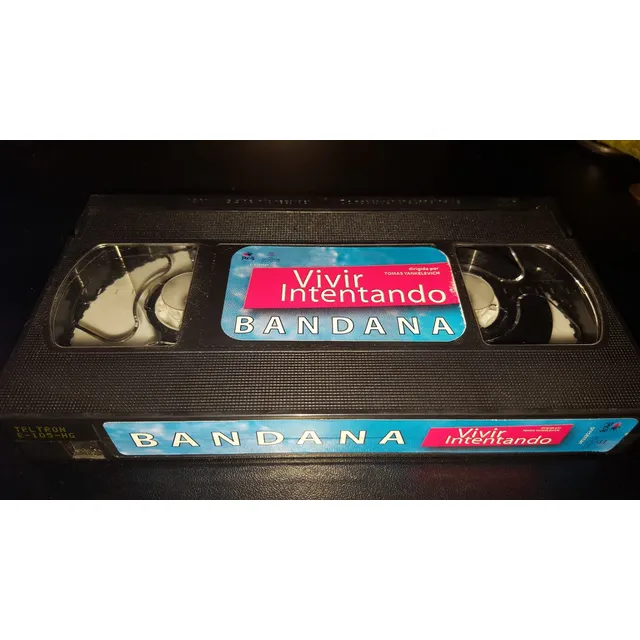 dirigida por
TOMAS YANKELEVICH
Vivir
Intentando
BANDANA
TELTRON
E-105-HG
BANDANA
Vivir
Intentando